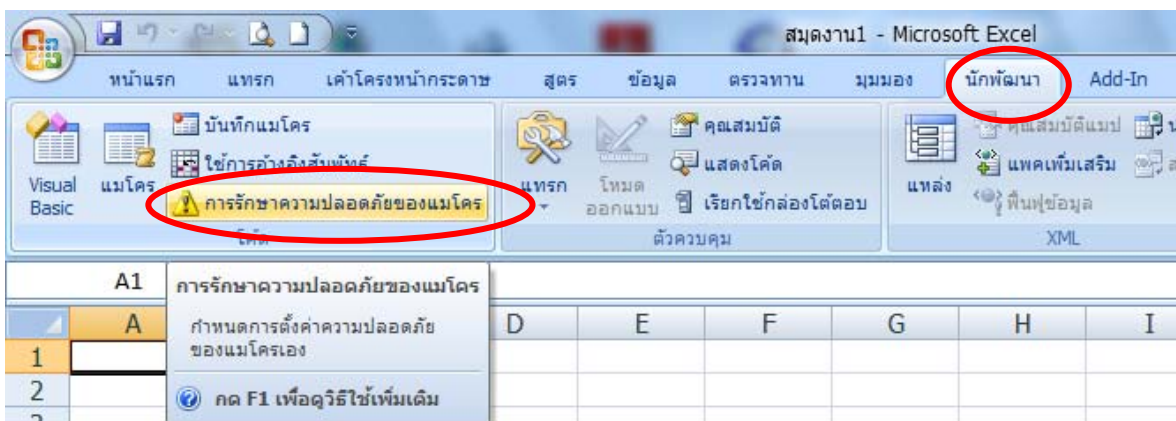 สมุดงาน1 - Microsoft Excel
หน้าแรก แทรก เค้าโครงหน้ากระดาษ สูตร ข้อมูล ตรวจทาน มุมมอง นักพัฒนา Add-In
Visual Basic
แมโคร
บันทึกแมโคร
ใช้การอ้างอิงสัมพัทธ์
การรักษาความปลอดภัยของแมโคร
โค้ด
แทรก
โหมด
ออกแบบ
คุณสมบัติ
แสดงโค้ด
เรียกใช้กล่องโต้ตอบ
ตัวควบคุม
แหล่ง
คุณสมบัติแมป
แพคเพิ่มเสริม
ฟื้นฟูข้อมูล
XML
A1
การรักษาความปลอดภัยของแมโคร
กำหนดการตั้งค่าความปลอดภัย
ของแมโครเอง
กด F1 เพื่อดูวิธีใช้เพิ่มเติม
A D E F G H I
1
2